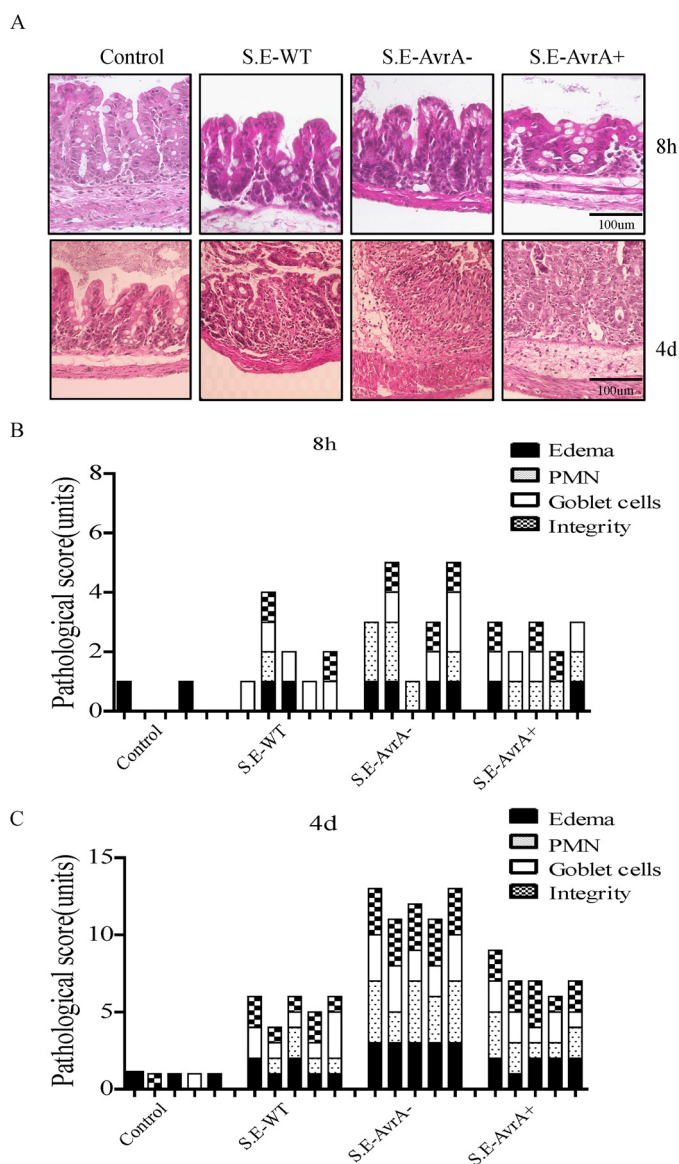 A
Control S.E-WT S.E-AvrA- S.E-AvrA+
8h
100um
4d
100um
B
8h
Edema
PMN
Goblet cells
Integrity
Pathological score(units)
8
6
4
2
0
Control S.E-WT S.E-AvrA- S.E-AvrA+
C
4d
Edema
PMN
Goblet cells
Integrity
Pathological score(units)
15
10
5
0
Control S.E-WT S.E-AvrA- S.E-AvrA+